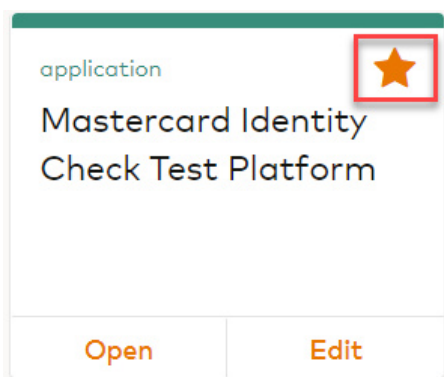 application
Mastercard Identity
Check Test Platform
Open
Edit